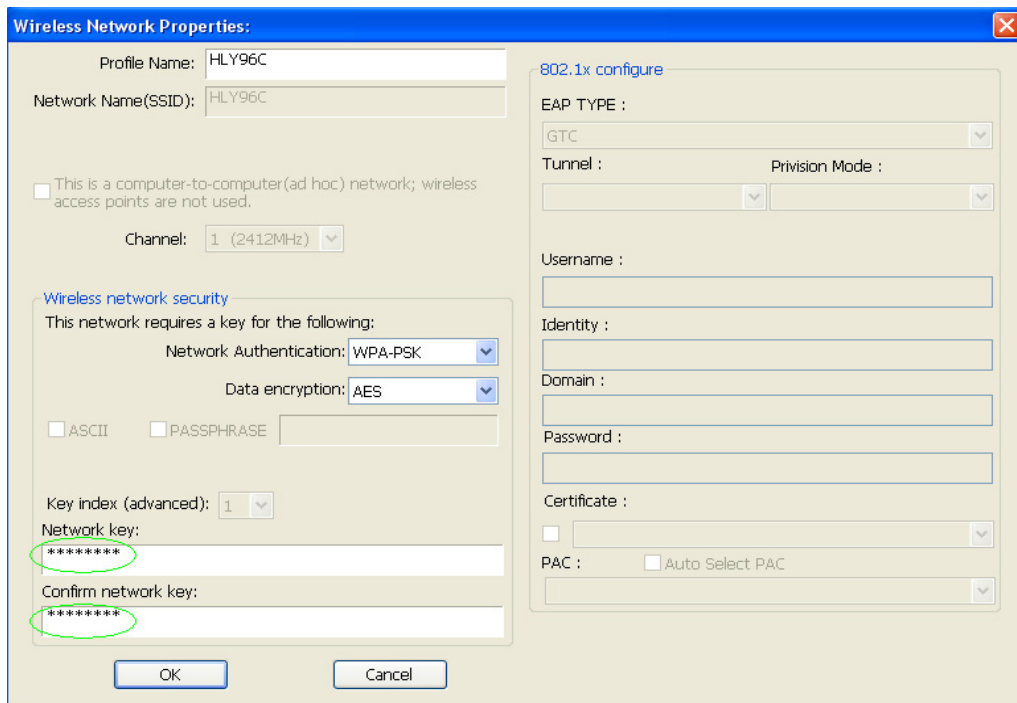 Wireless Network Properties:
Profile Name: HLY96C
Network Name(SSID): HLY96C
This is a computer-to-computer(ad hoc) network; wireless
access points are not used.
Channel: 1 (2412MHz)
Wireless network security
This network requires a key for the following:
Network Authentication: WPA-PSK
Data encryption: AES
ASCII PASSPHRASE
Key index (advanced): 1
Network key:
********
Confirm network key:
********
OK Cancel
802.1x configure
EAP TYPE :
GTC
Tunnel : Privision Mode :
Username :
Identity :
Domain :
Password :
Certificate :
PAC : Auto Select PAC